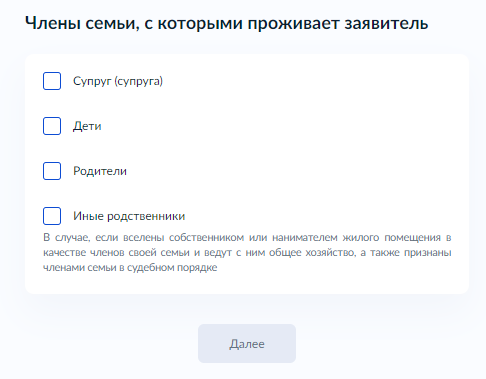 Члены семьи, с которыми проживает заявитель
Супруг (супруга)
Дети
Родители
Иные родственники
В случае, если вселены собственником или нанимателем жилого помещения в
качестве членов своей семьи и ведут с ним общее хозяйство, а также признаны
членами семьи в судебном порядке
Далее